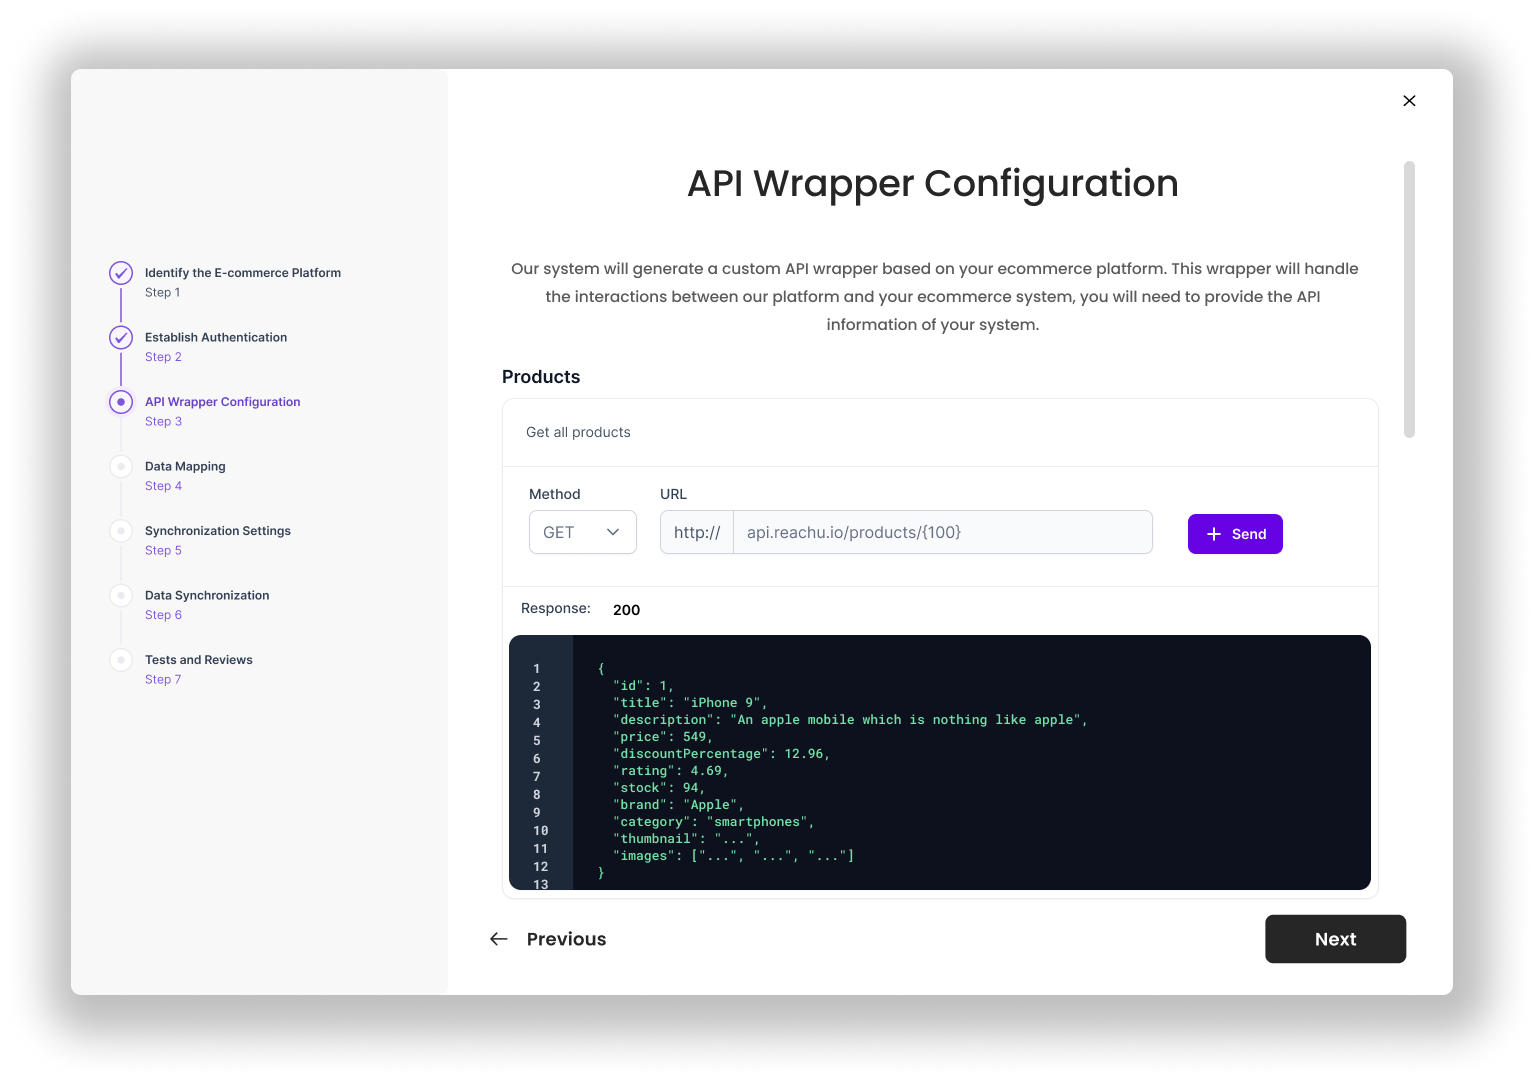 API Wrapper Configuration
Our system will generate a custom API wrapper based on your ecommerce platform. This wrapper will handle
the interactions between our platform and your ecommerce system, you will need to provide the API
information of your system.
Identify the E-commerce Platform
Step 1
Establish Authentication
Step 2
API Wrapper Configuration
Step 3
Data Mapping
Step 4
Synchronization Settings
Step 5
Data Synchronization
Step 6
Tests and Reviews
Step 7
Products
Get all products
Method URL
GET http:// api.reachu.io/products/{100} Send
Response: 200
1 {
2 "id": 1,
3 "title": "iPhone 9",
4 "description": "An apple mobile which is nothing like apple",
5 "price": 549,
6 "discountPercentage": 12.96,
7 "rating": 4.69,
8 "stock": 94,
9 "brand": "Apple",
10 "category": "smartphones",
11 "thumbnail": "...",
12 "images": ["...", "...", "..."]
13 }
Previous Next